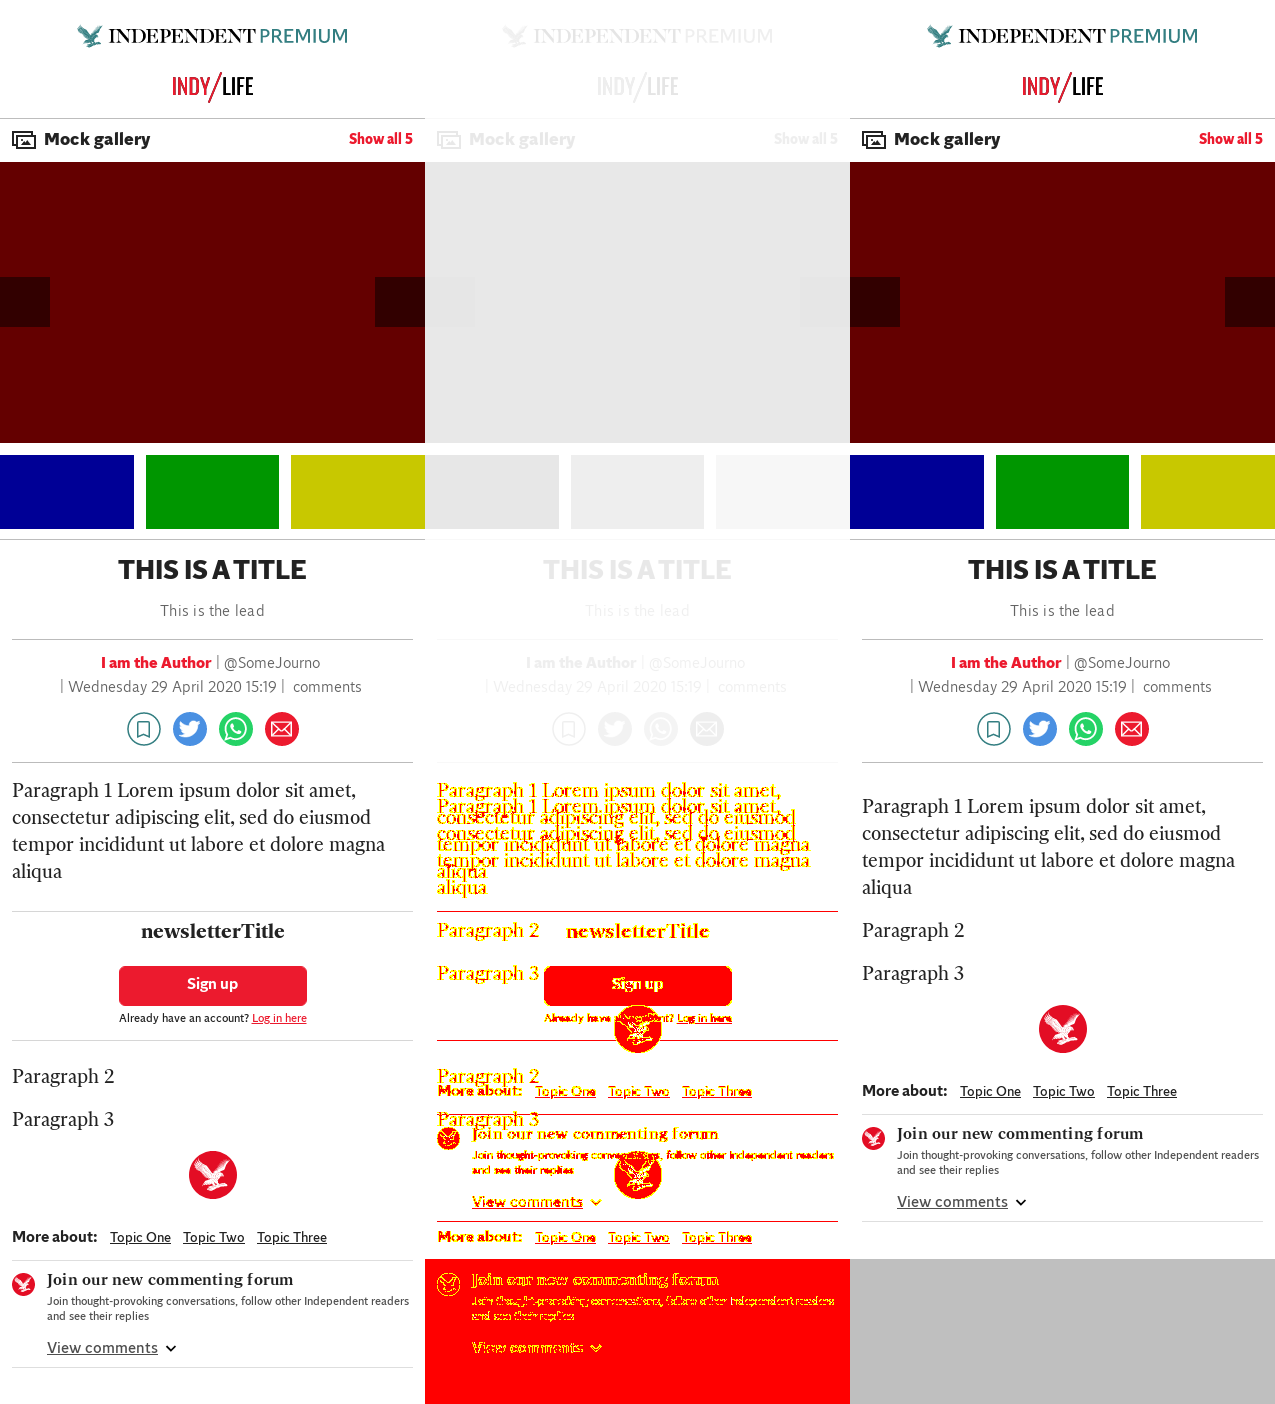 INDEPENDENT PREMIUM
INDY/LIFE
Mock gallery
Show all 5
THIS IS A TITLE
This is the lead
I am the Author | @SomeJourno
| Wednesday 29 April 2020 15:19 | comments
Paragraph 1 Lorem ipsum dolor sit amet,
consectetur adipiscing elit, sed do eiusmod
tempor incididunt ut labore et dolore magna
aliqua
newsletterTitle
Sign up
Already have an account? Log in here
Paragraph 2
Paragraph 3
More about: Topic One Topic Two Topic Three
Join our new commenting forum
Join thought-provoking conversations, follow other Independent readers
and see their replies
View comments
INDEPENDENT PREMIUM
INDY/LIFE
Mock gallery
Show all 5
THIS IS A TITLE
This is the lead
I am the Author | @SomeJourno
| Wednesday 29 April 2020 15:19 | comments
Paragraph 1 Lorem ipsum dolor sit amet,
Paragraph 1 Lorem ipsum dolor sit amet,
consectetur adipiscing elit, sed do eiusmod
consectetur adipiscing elit, sed do eiusmod
tempor incididunt ut labore et dolore magna
tempor incididunt ut labore et dolore magna
aliqua
aliqua
Paragraph 2 newsletterTitle
Paragraph 3
Sign up
Already have an account? Log in here
Paragraph 2
More about: Topic One Topic Two Topic Three
Paragraph 3
Join our new commenting forum
Join thought-provoking conversations, follow other Independent readers
and see their replies
View comments
More about: Topic One Topic Two Topic Three
Join our new commenting forum
Join thought-provoking conversations, follow other Independent readers
and see their replies
View comments
INDEPENDENT PREMIUM
INDY/LIFE
Mock gallery
Show all 5
THIS IS A TITLE
This is the lead
I am the Author | @SomeJourno
| Wednesday 29 April 2020 15:19 | comments
Paragraph 1 Lorem ipsum dolor sit amet,
consectetur adipiscing elit, sed do eiusmod
tempor incididunt ut labore et dolore magna
aliqua
Paragraph 2
Paragraph 3
More about: Topic One Topic Two Topic Three
Join our new commenting forum
Join thought-provoking conversations, follow other Independent readers
and see their replies
View comments